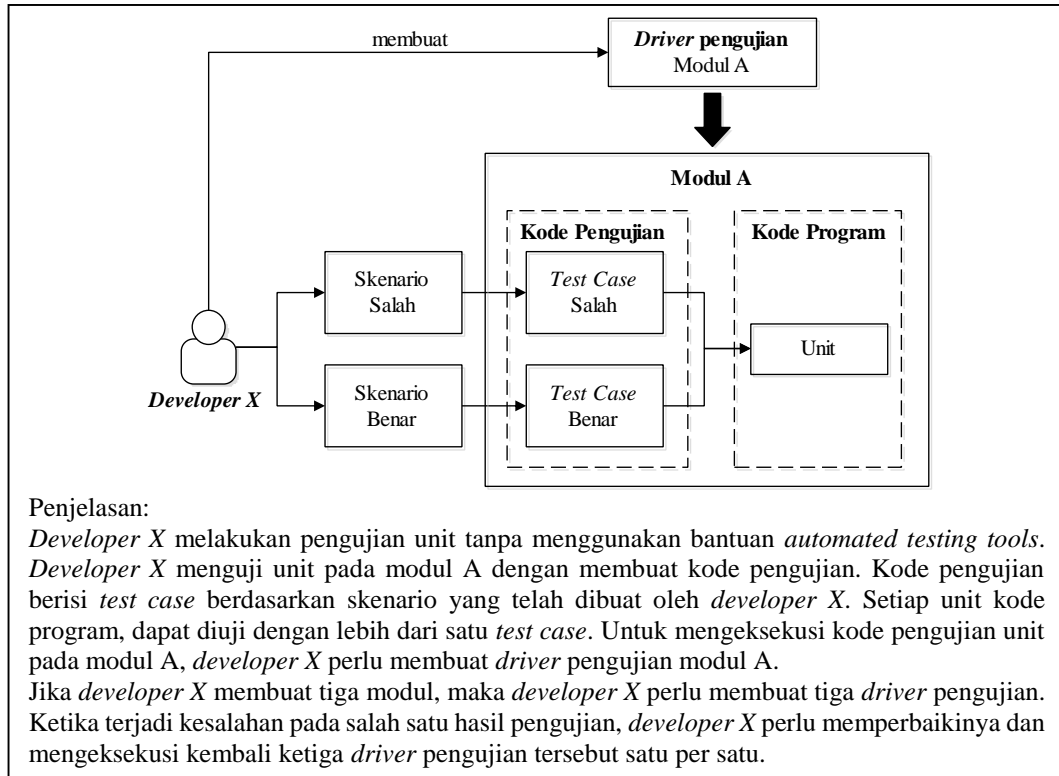 membuat
Driver pengujian
Modul A
Modul A
Kode Pengujian
Kode Program
Skenario
Salah
Test Case
Salah
Unit
Developer X
Skenario
Benar
Test Case
Benar
Penjelasan:
Developer X melakukan pengujian unit tanpa menggunakan bantuan automated testing tools.
Developer X menguji unit pada modul A dengan membuat kode pengujian. Kode pengujian
berisi test case berdasarkan skenario yang telah dibuat oleh developer X. Setiap unit kode
program, dapat diuji dengan lebih dari satu test case. Untuk mengeksekusi kode pengujian unit
pada modul A, developer X perlu membuat driver pengujian modul A.
Jika developer X membuat tiga modul, maka developer X perlu membuat tiga driver pengujian.
Ketika terjadi kesalahan pada salah satu hasil pengujian, developer X perlu memperbaikinya dan
mengeksekusi kembali ketiga driver pengujian tersebut satu per satu.